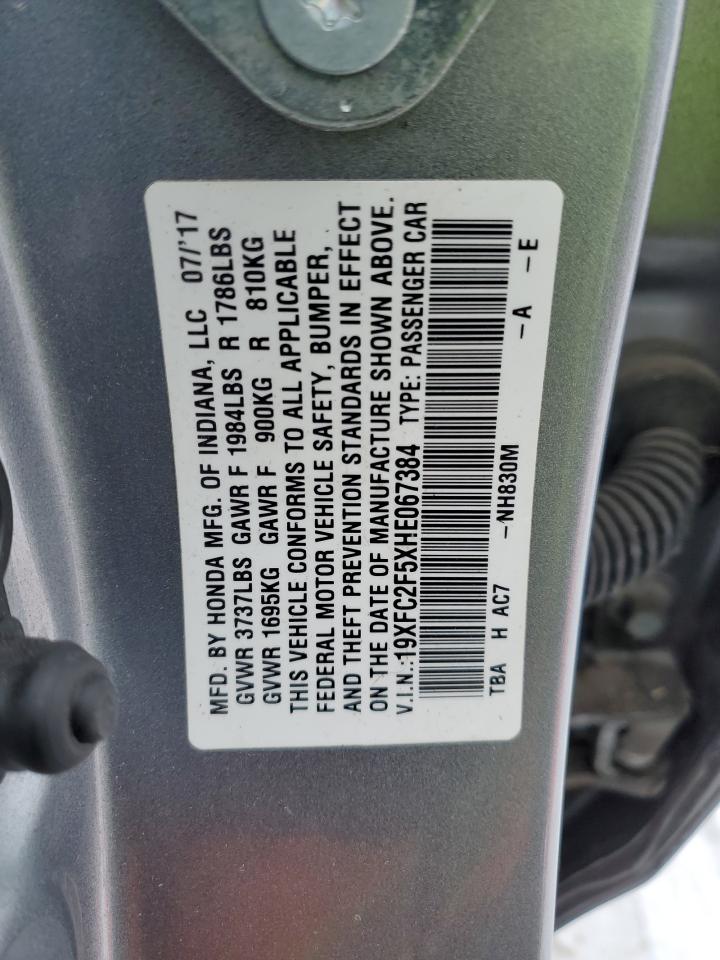 MFD. BY HONDA MFG. OF INDIANA, LLC 07/'17
GVWR 3737LBS GAWR F 1984LBS R 1786LBS
GVWR 1695KG GAWR F 900KG R 810KG
THIS VEHICLE CONFORMS TO ALL APPLICABLE
FEDERAL MOTOR VEHICLE SAFETY, BUMPER,
AND THEFT PREVENTION STANDARDS IN EFFECT
ON THE DATE OF MANUFACTURE SHOWN ABOVE.
V.I.N.:19XFC2F5XHE067384 TYPE: PASSENGER CAR
TBA H AC7 -NH830M -A -E